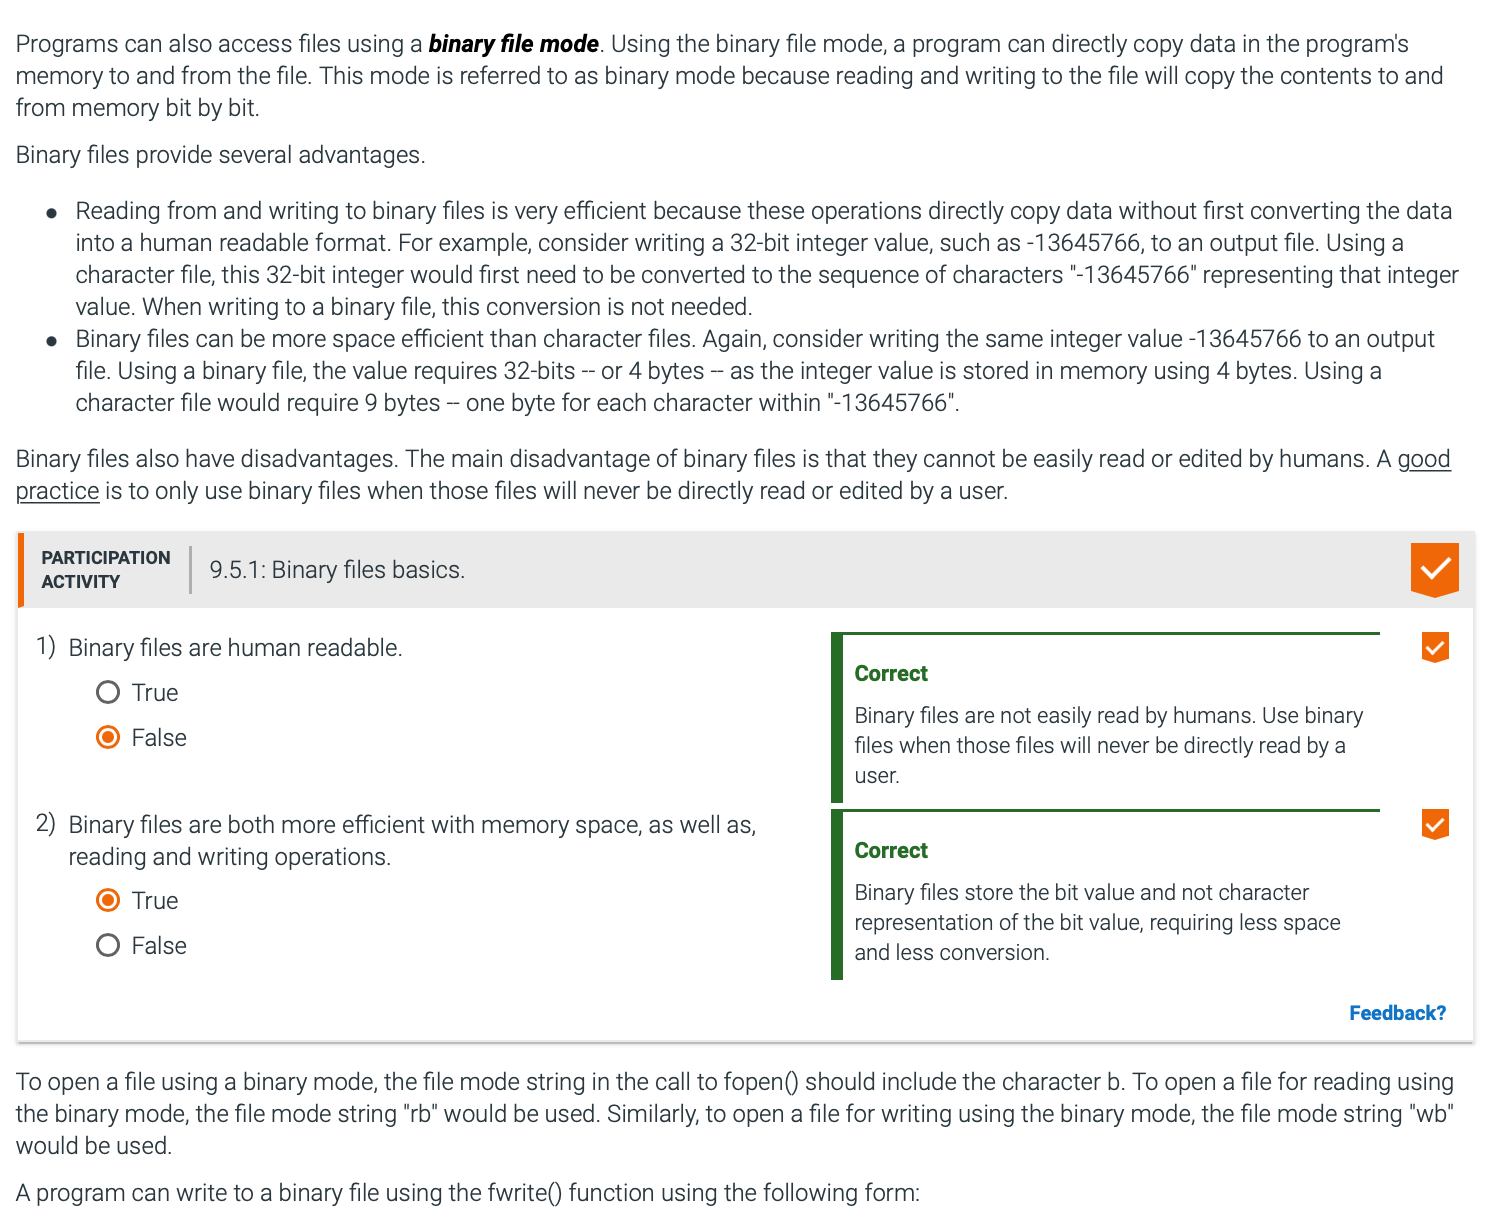 Programs can also access files using a binary file mode. Using the binary file mode, a program can directly copy data in the program's
memory to and from the file. This mode is referred to as binary mode because reading and writing to the file will copy the contents to and
from memory bit by bit.
Binary files provide several advantages.
● Reading from and writing to binary files is very efficient because these operations directly copy data without first converting the data
into a human readable format. For example, consider writing a 32-bit integer value, such as -13645766, to an output file. Using a
character file, this 32-bit integer would first need to be converted to the sequence of characters "-13645766" representing that integer
value. When writing to a binary file, this conversion is not needed.
● Binary files can be more space efficient than character files. Again, consider writing the same integer value -13645766 to an output
file. Using a binary file, the value requires 32-bits -- or 4 bytes -- as the integer value is stored in memory using 4 bytes. Using a
character file would require 9 bytes -- one byte for each character within "-13645766".
Binary files also have disadvantages. The main disadvantage of binary files is that they cannot be easily read or edited by humans. A good
practice is to only use binary files when those files will never be directly read or edited by a user.
PARTICIPATION
ACTIVITY
9.5.1: Binary files basics.
1) Binary files are human readable.
True
False
Correct
Binary files are not easily read by humans. Use binary
files when those files will never be directly read by a
user.
2) Binary files are both more efficient with memory space, as well as,
reading and writing operations.
True
False
Correct
Binary files store the bit value and not character
representation of the bit value, requiring less space
and less conversion.
Feedback?
To open a file using a binary mode, the file mode string in the call to fopen() should include the character b. To open a file for reading using
the binary mode, the file mode string "rb" would be used. Similarly, to open a file for writing using the binary mode, the file mode string "wb"
would be used.
A program can write to a binary file using the fwrite() function using the following form: